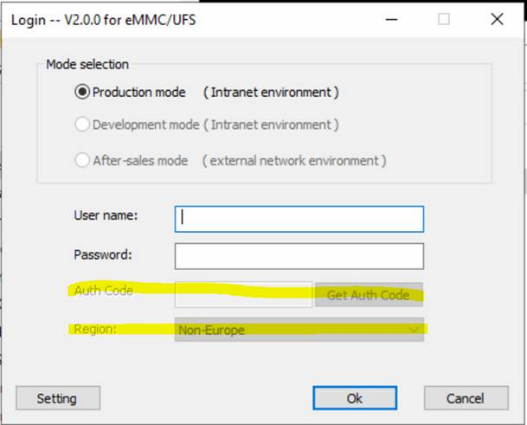 Login -- V2.0.0 for eMMC/UFS
Mode selection
Production mode ( Intranet environment )
Development mode ( Intranet environment )
After-sales mode ( external network environment )
User name:
Password:
Auth Code
Get Auth Code
Region:
Non-Europe
Setting
Ok
Cancel